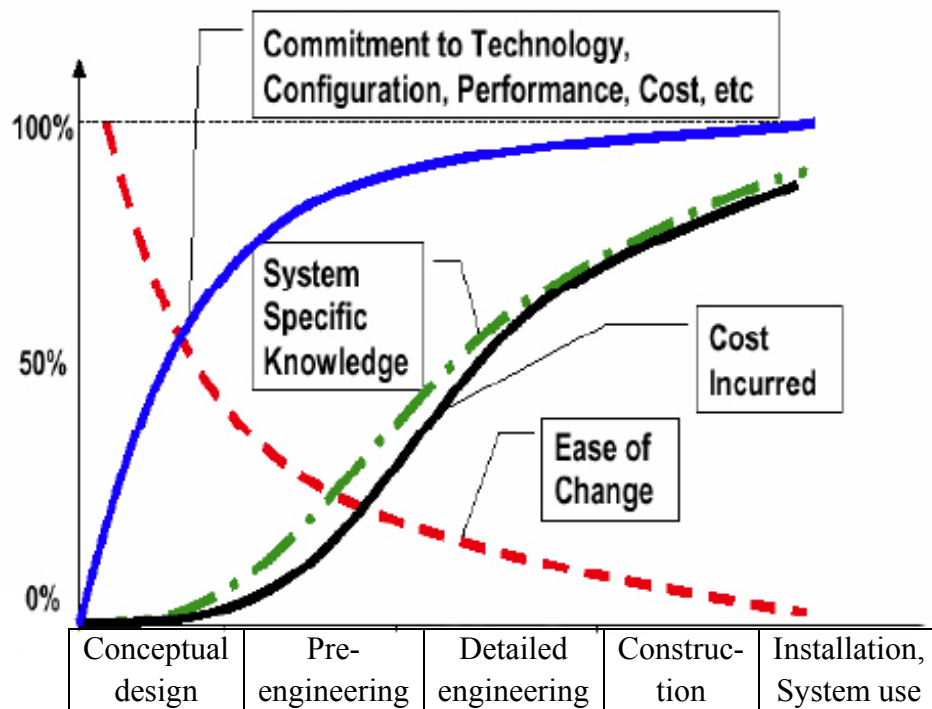 Commitment to Technology,
Configuration, Performance, Cost, etc
100%
System
Specific
Knowledge
50%
Cost
Incurred
Ease of
Change
0%
Conceptual
design
Pre-
engineering
Detailed
engineering
Construc-
tion
Installation,
System use